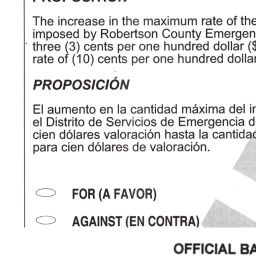 The increase in the maximum rate of the
imposed by Robertson County Emergen
three (3) cents per one hundred dollar ($
rate of (10) cents per one hundred dollar
PROPOSICIÓN
El aumento en la cantidad máxima del i
el Distrito de Servicios de Emergencia d
cien dólares valoración hasta la cantida
para cien dólares de valoración.
FOR (A FAVOR)
AGAINST (EN CONTRA)
OFFICIAL BA